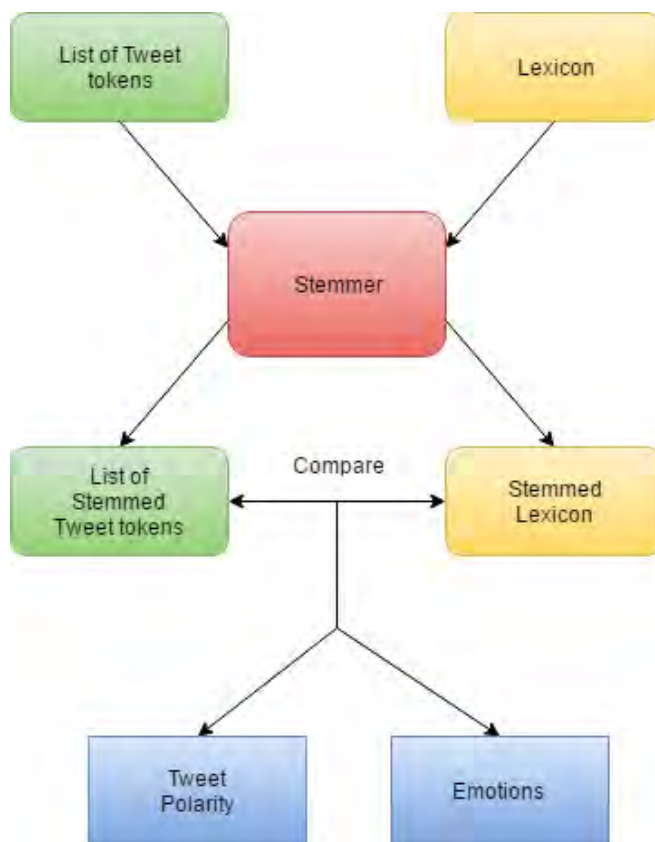 List of Tweet
tokens
Lexicon
Stemmer
List of
Stemmed
Tweet tokens
Compare
Stemmed
Lexicon
Tweet
Polarity
Emotions